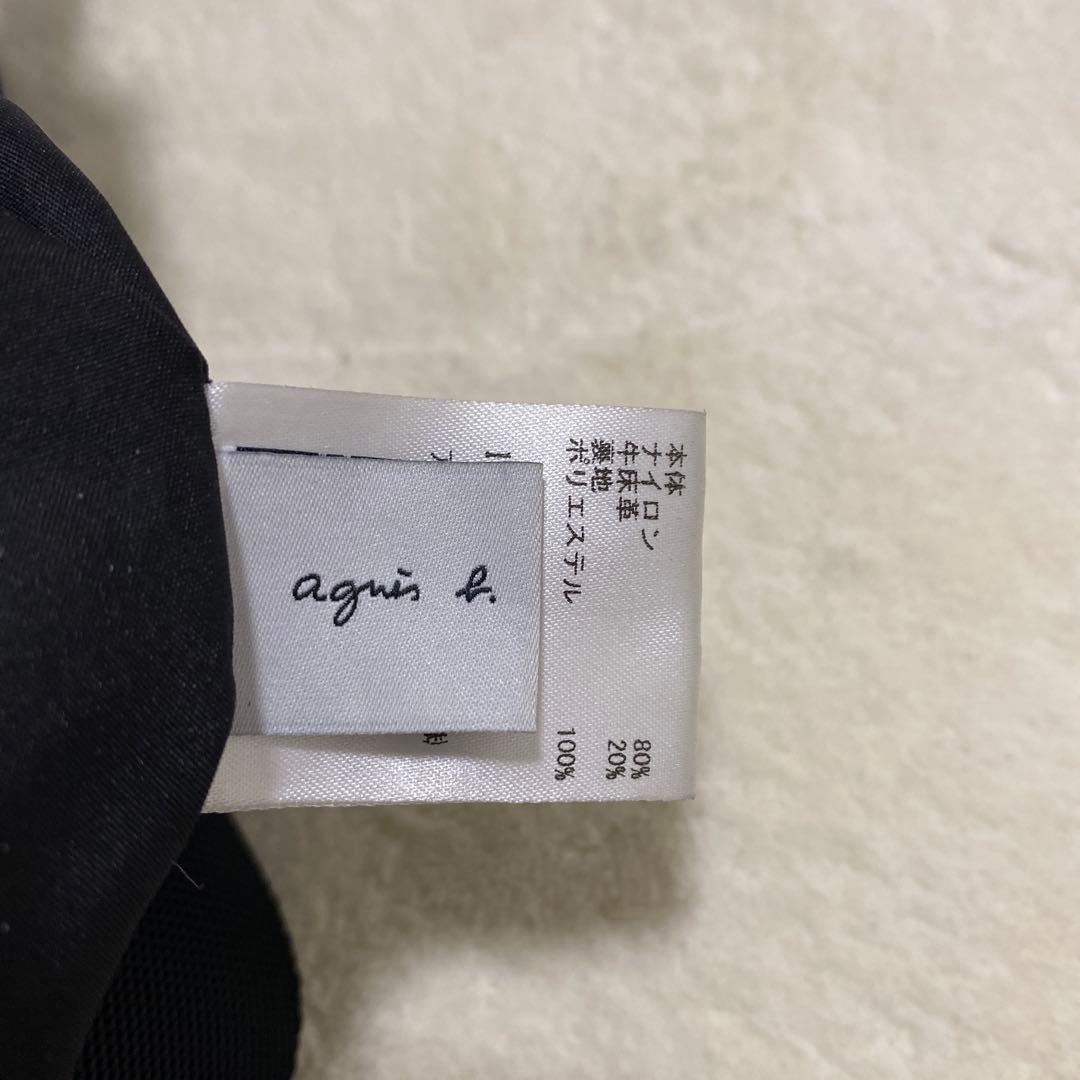 agnès b.
本体
ナイロン 80%
牛床革 20%
裏地
ポリエステル 100%